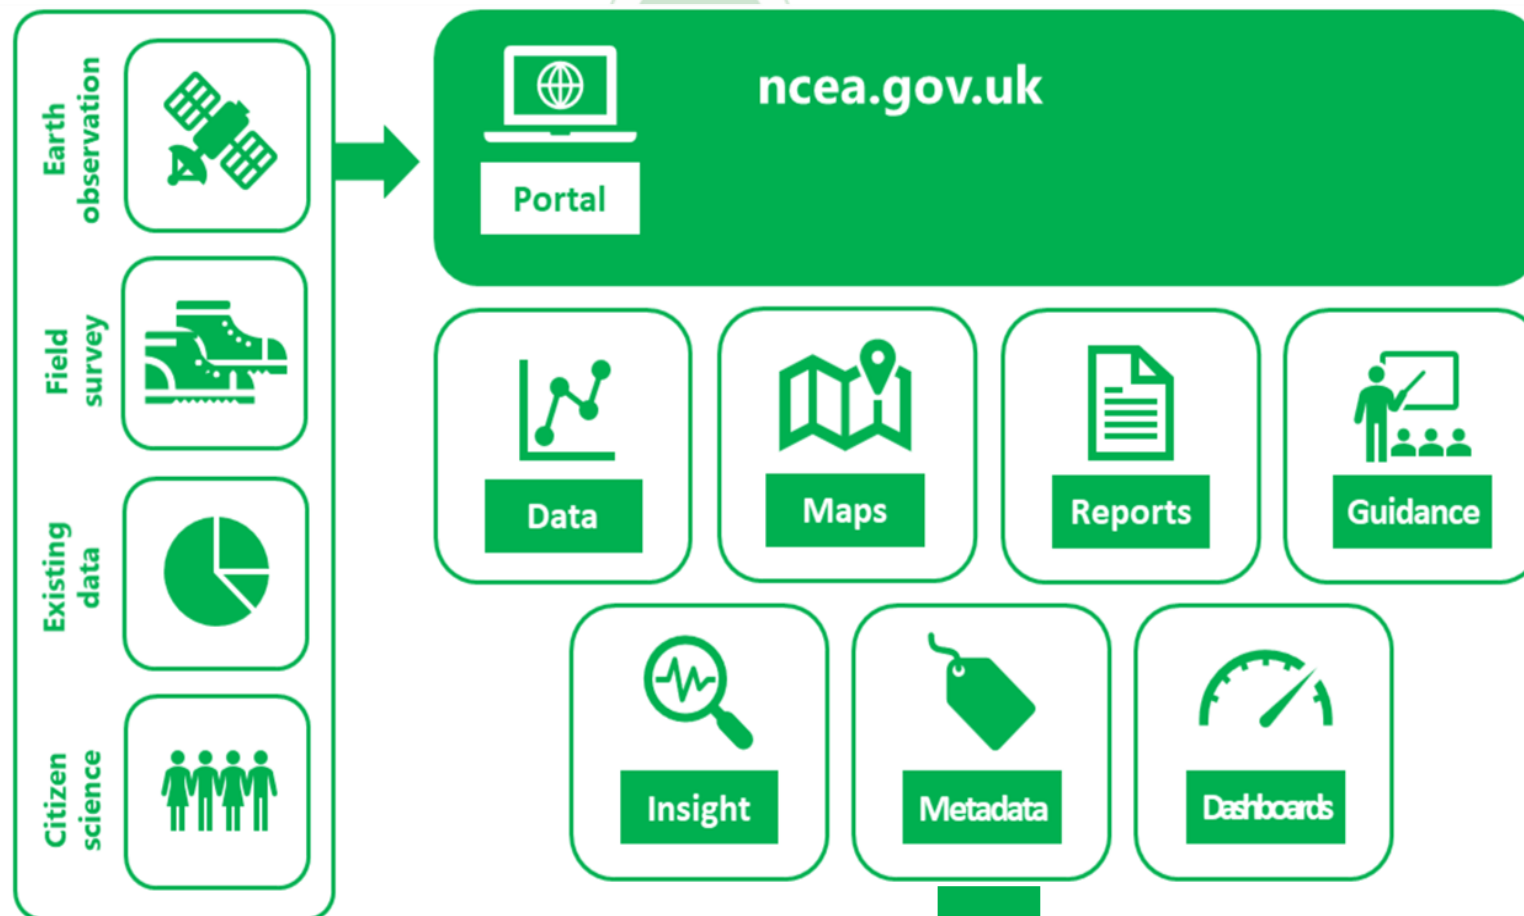 Earth
observation
Field
survey
Existing
data
Citizen
science
ncea.gov.uk
Portal
Data
Maps
Reports
Guidance
Insight
Metadata
Dashboards